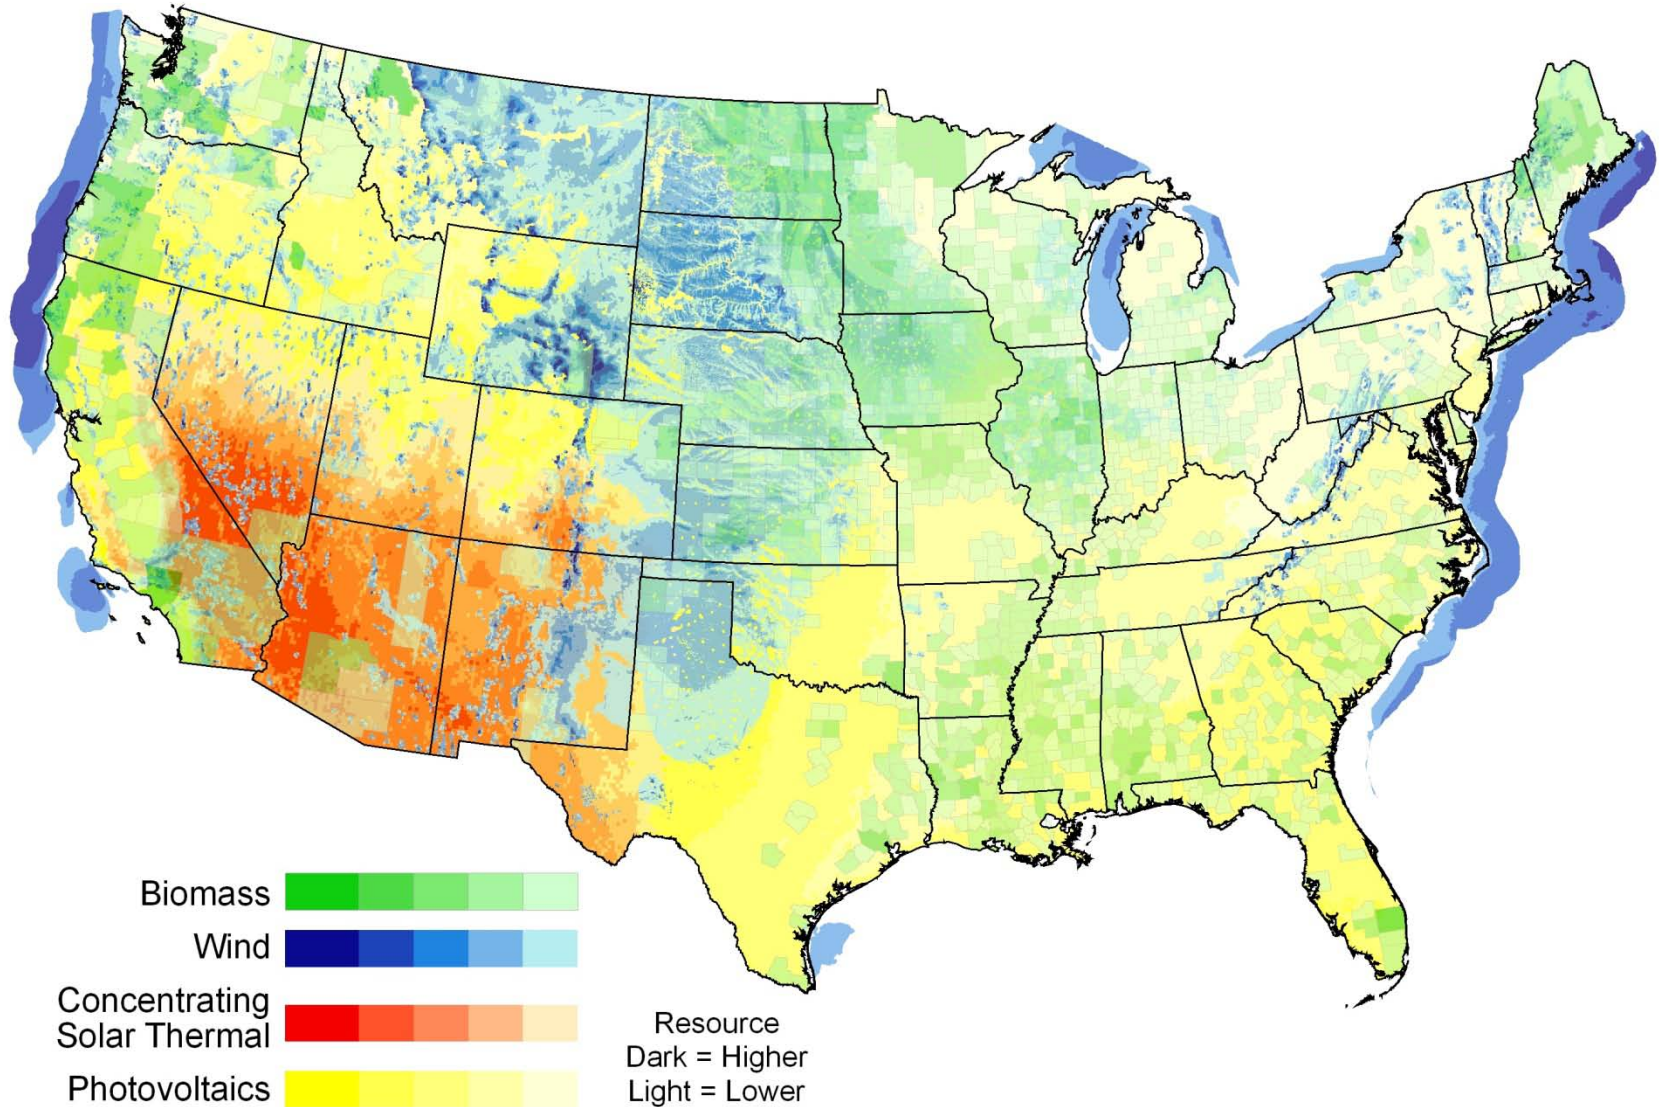 Biomass
Wind
Concentrating
Solar Thermal
Photovoltaics
Resource
Dark = Higher
Light = Lower